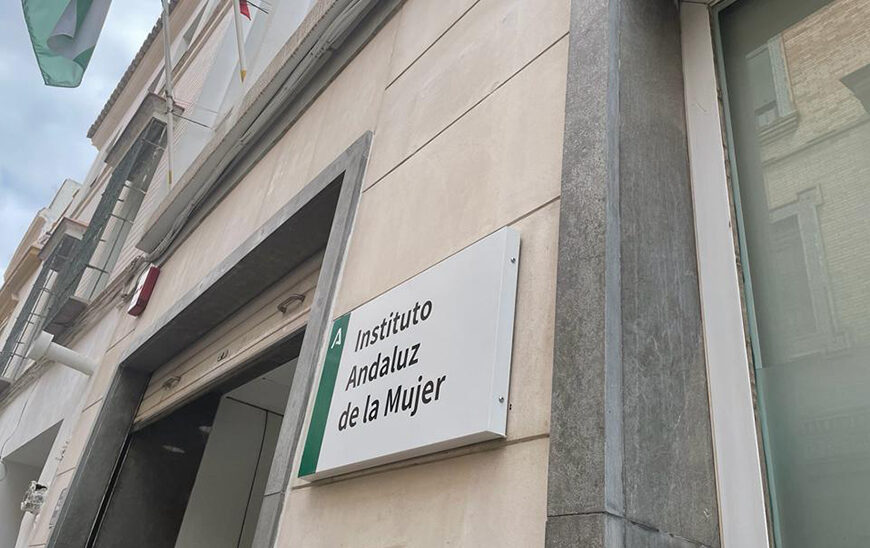 Instituto
Andaluz
de la Mujer